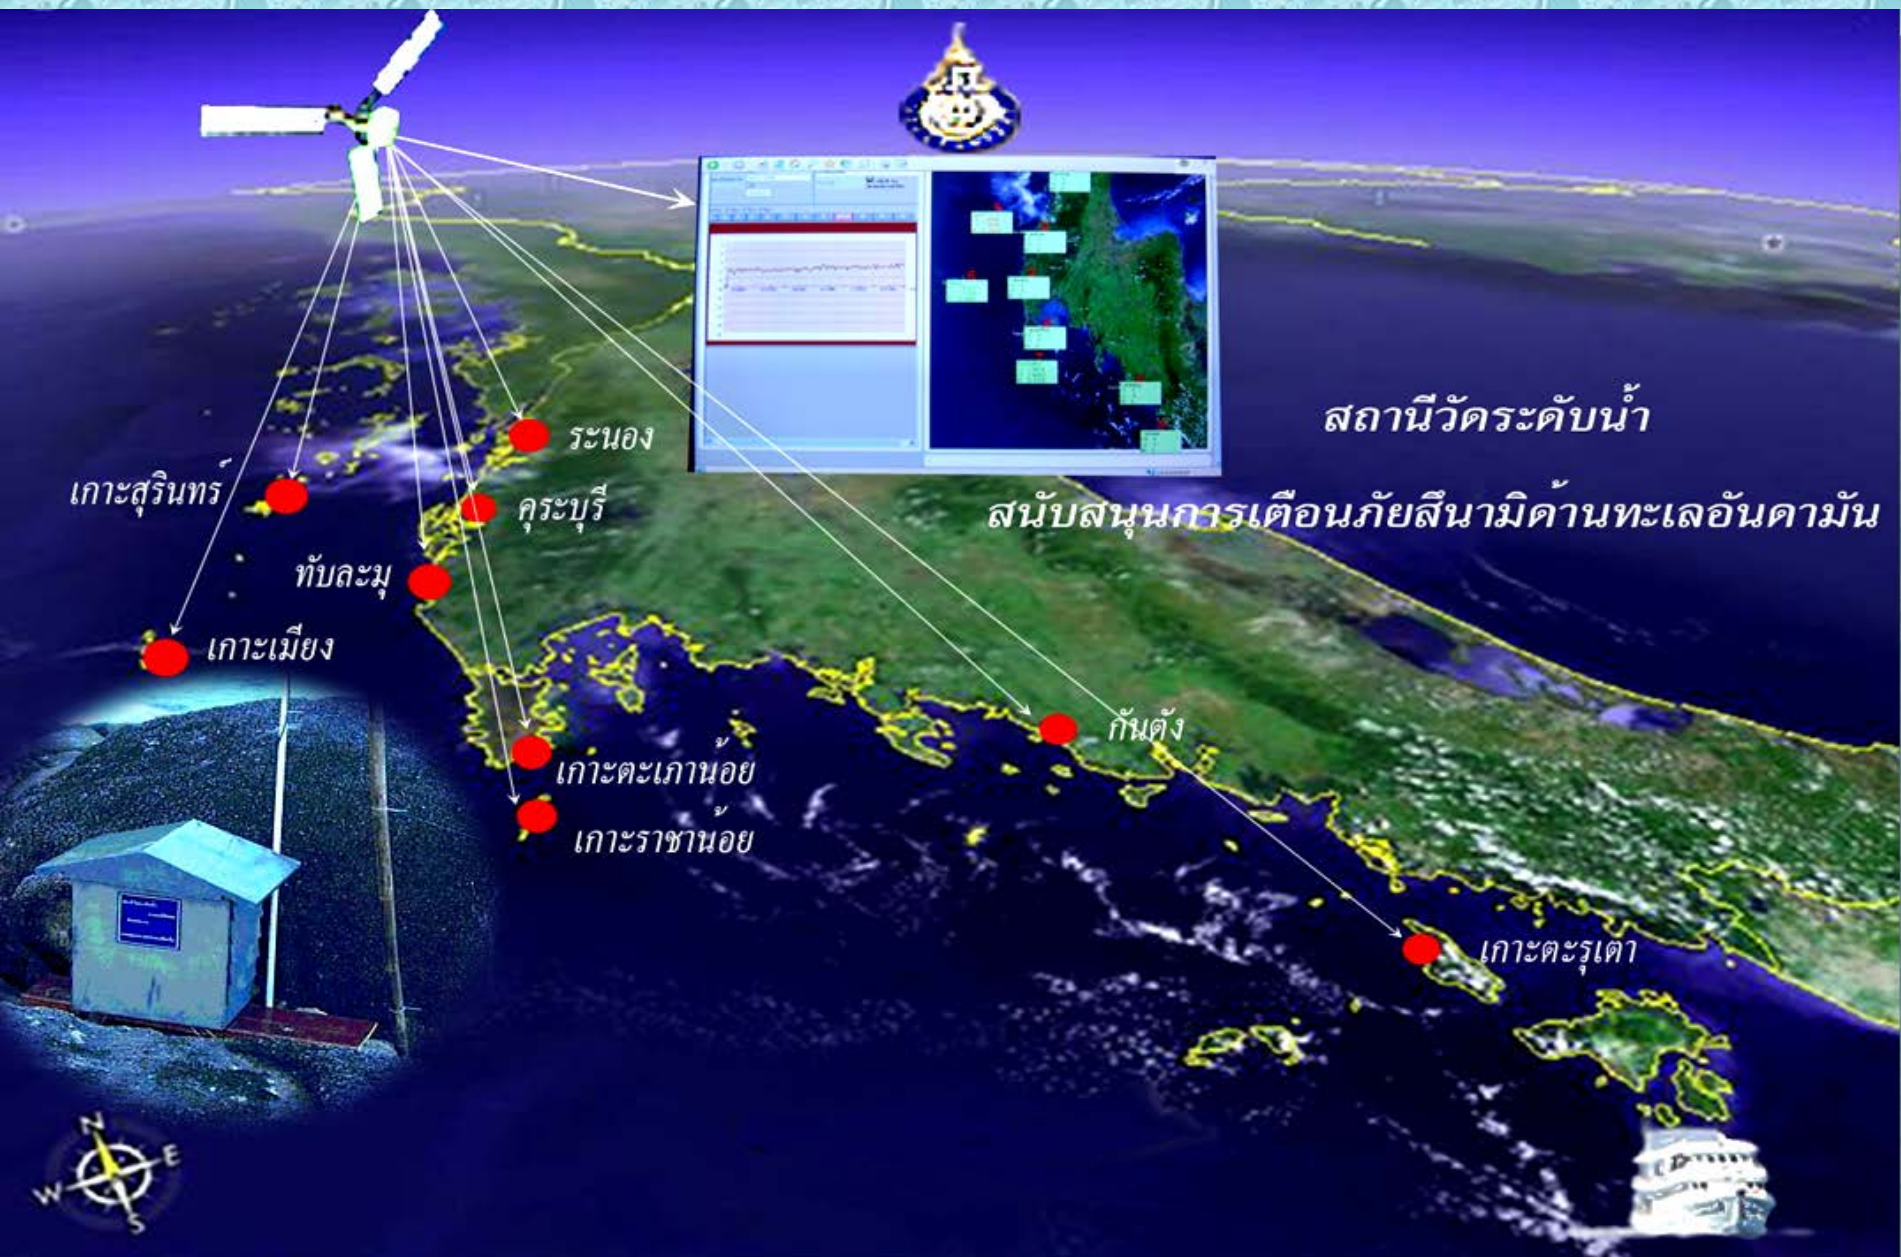 ระนอง
เกาะสุรินทร์
คุระบุรี
ทับละมุ
เกาะเมียง
สถานีวัดระดับน้ำ
สนับสนุนการเตือนภัยสึนามิด้านทะเลอันดามัน
กันตัง
เกาะตะเภาน้อย
เกาะราชาน้อย
เกาะตะรุเตา
N
E
W
S